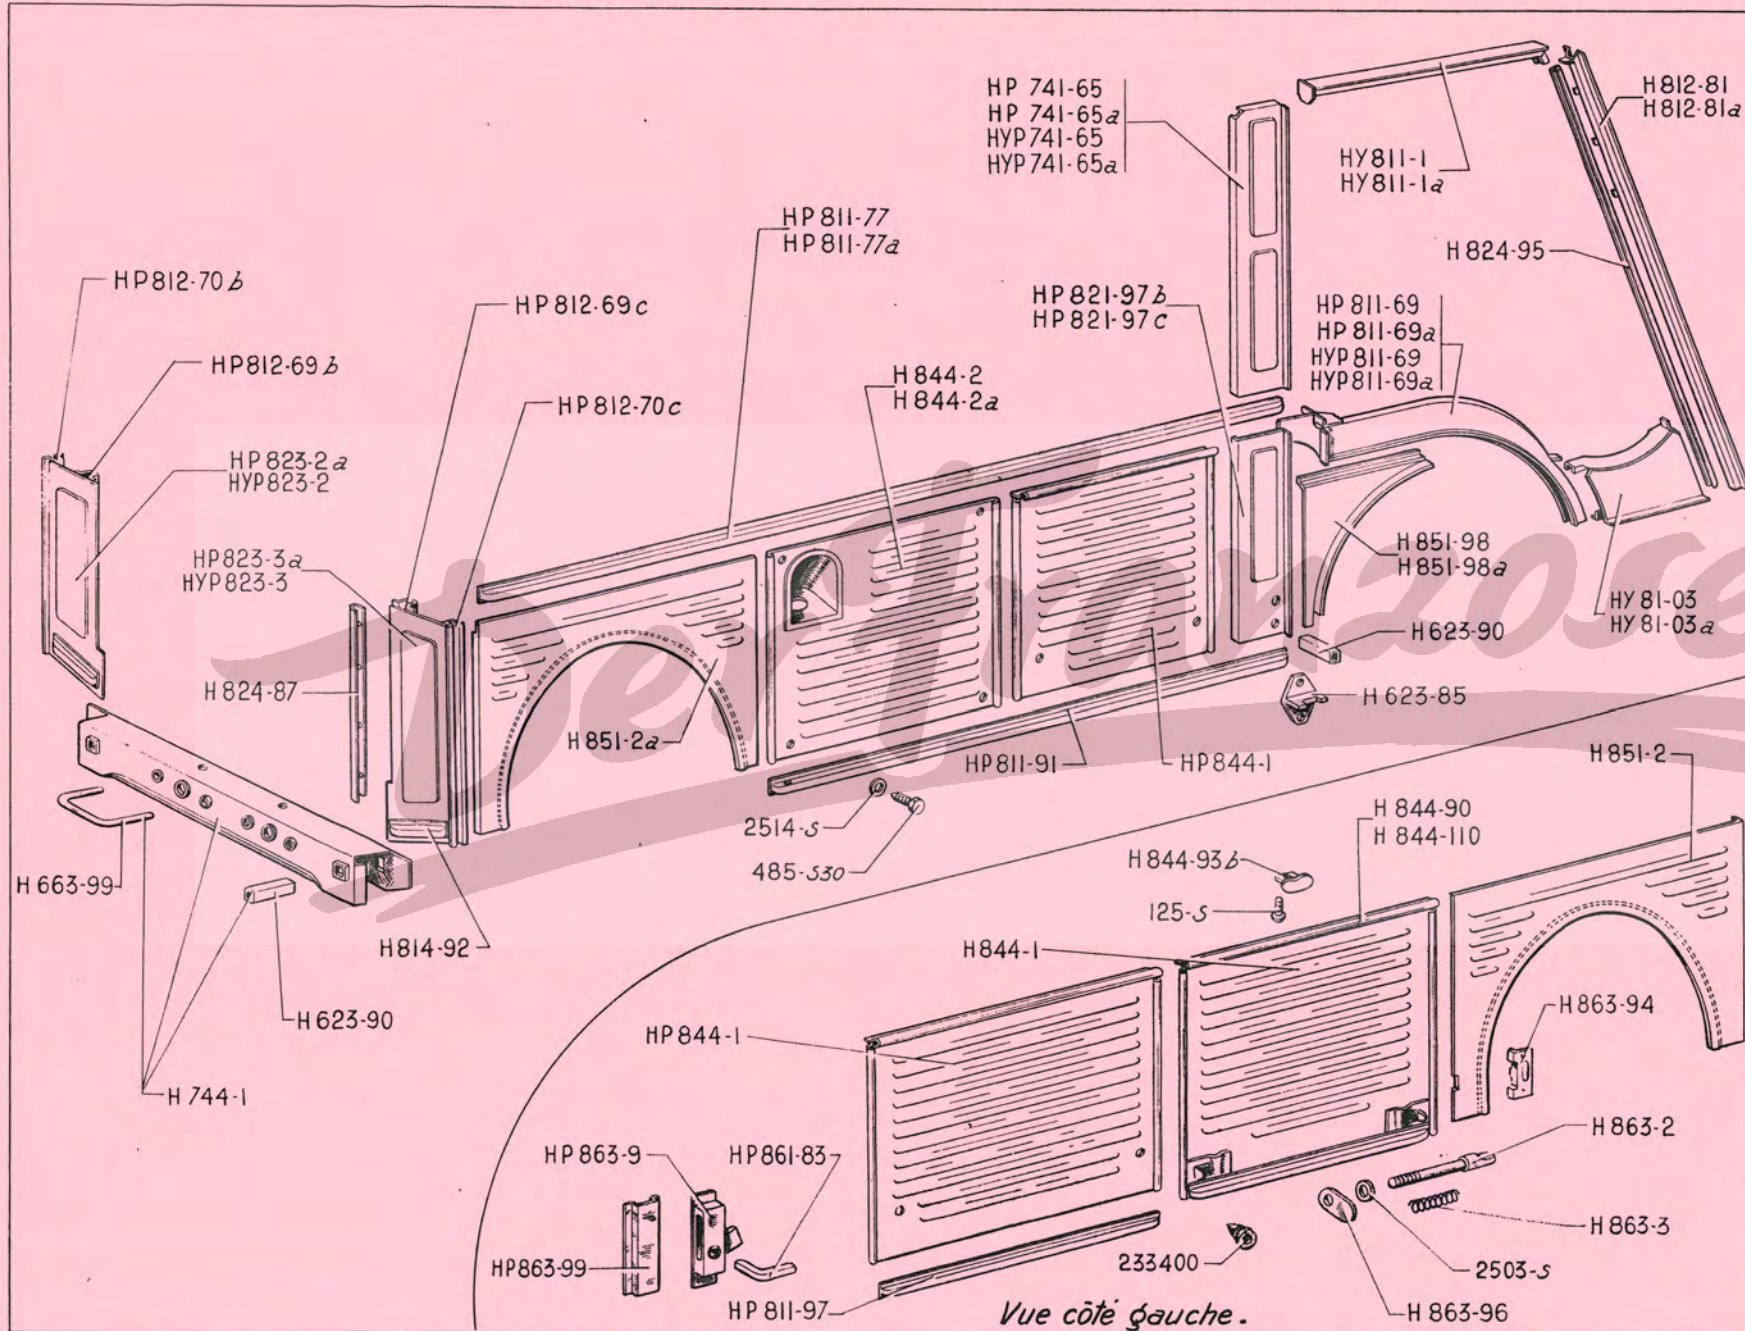 HP 741-65
HP 741-65a
HYP 741-65
HYP 741-65a
H 812-81
H 812-81a
HY 811-1
HY 811-1a
HP 811-77
HP 811-77a
H 824-95
HP 812-70b
HP 812-69c
HP 821-97b
HP 821-97c
HP 811-69
HP 811-69a
HYP 811-69
HYP 811-69a
HP 812-69b
H 844-2
H 844-2a
HP 812-70c
HP 823-2a
HYP 823-2
HP 823-3a
HYP 823-3
H 851-98
H 851-98a
HY 81-03
HY 81-03a
H 623-90
H 824-87
H 623-85
H 851-2a
HP 811-91
HP 844-1
H 851-2
2514-S
485-S30
H 844-90
H 844-110
H 844-93b
H 663-99
125-S
H 814-92
H 844-1
H 623-90
H 863-94
HP 844-1
H 744-1
H 863-2
HP 863-9
HP 861-83
H 863-3
HP 863-99
233400
2503-S
HP 811-97
H 863-96
Vue côté gauche.
Der Franzose